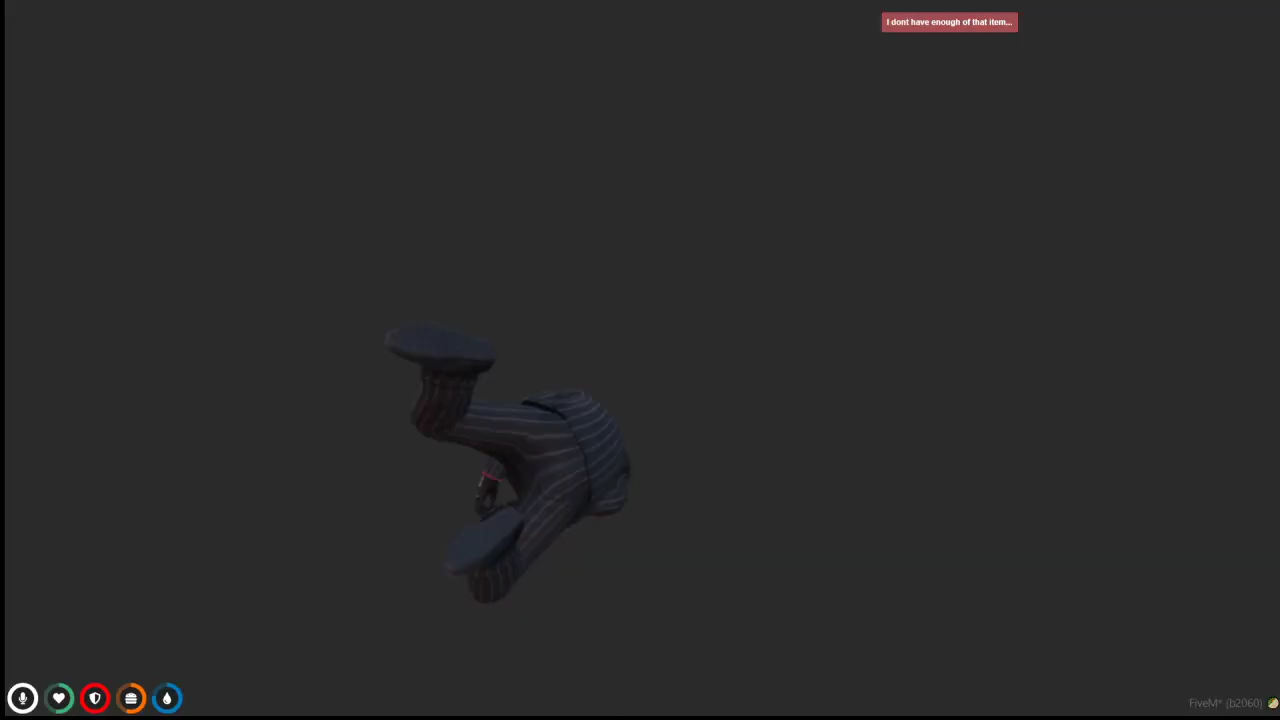 I dont have enough of that item...
FiveM* (b2060)